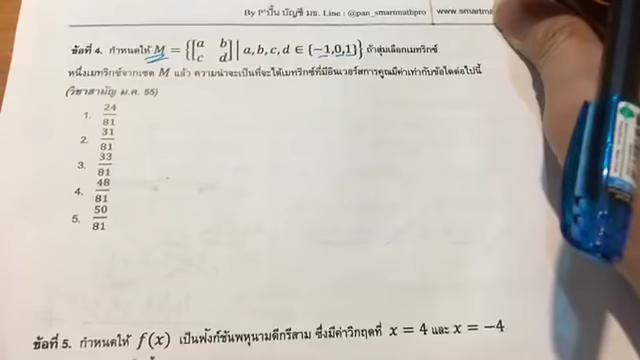 By P'ปั้น บัญชี มธ. Line : @pan_smartmathpro www.smartma
ข้อที่ 4. กำหนดให้ M = {[a b c d] | a, b, c, d ∈ {−1,0,1}} ถ้าสุ่มเลือกเมทริกซ์
หนึ่งเมทริกซ์จากเซต M แล้ว ความน่าจะเป็นที่จะได้เมทริกซ์ที่มีอินเวอร์สการคูณมีค่าเท่ากับข้อใดต่อไปนี้
(วิชาสามัญ ม.ค. 55)
1. 24/81
2. 31/81
3. 33/81
4. 48/81
5. 50/81
ข้อที่ 5. กำหนดให้ f(x) เป็นฟังก์ชันพหุนามดีกรีสาม ซึ่งมีค่าวิกฤตที่ x = 4 และ x = −4